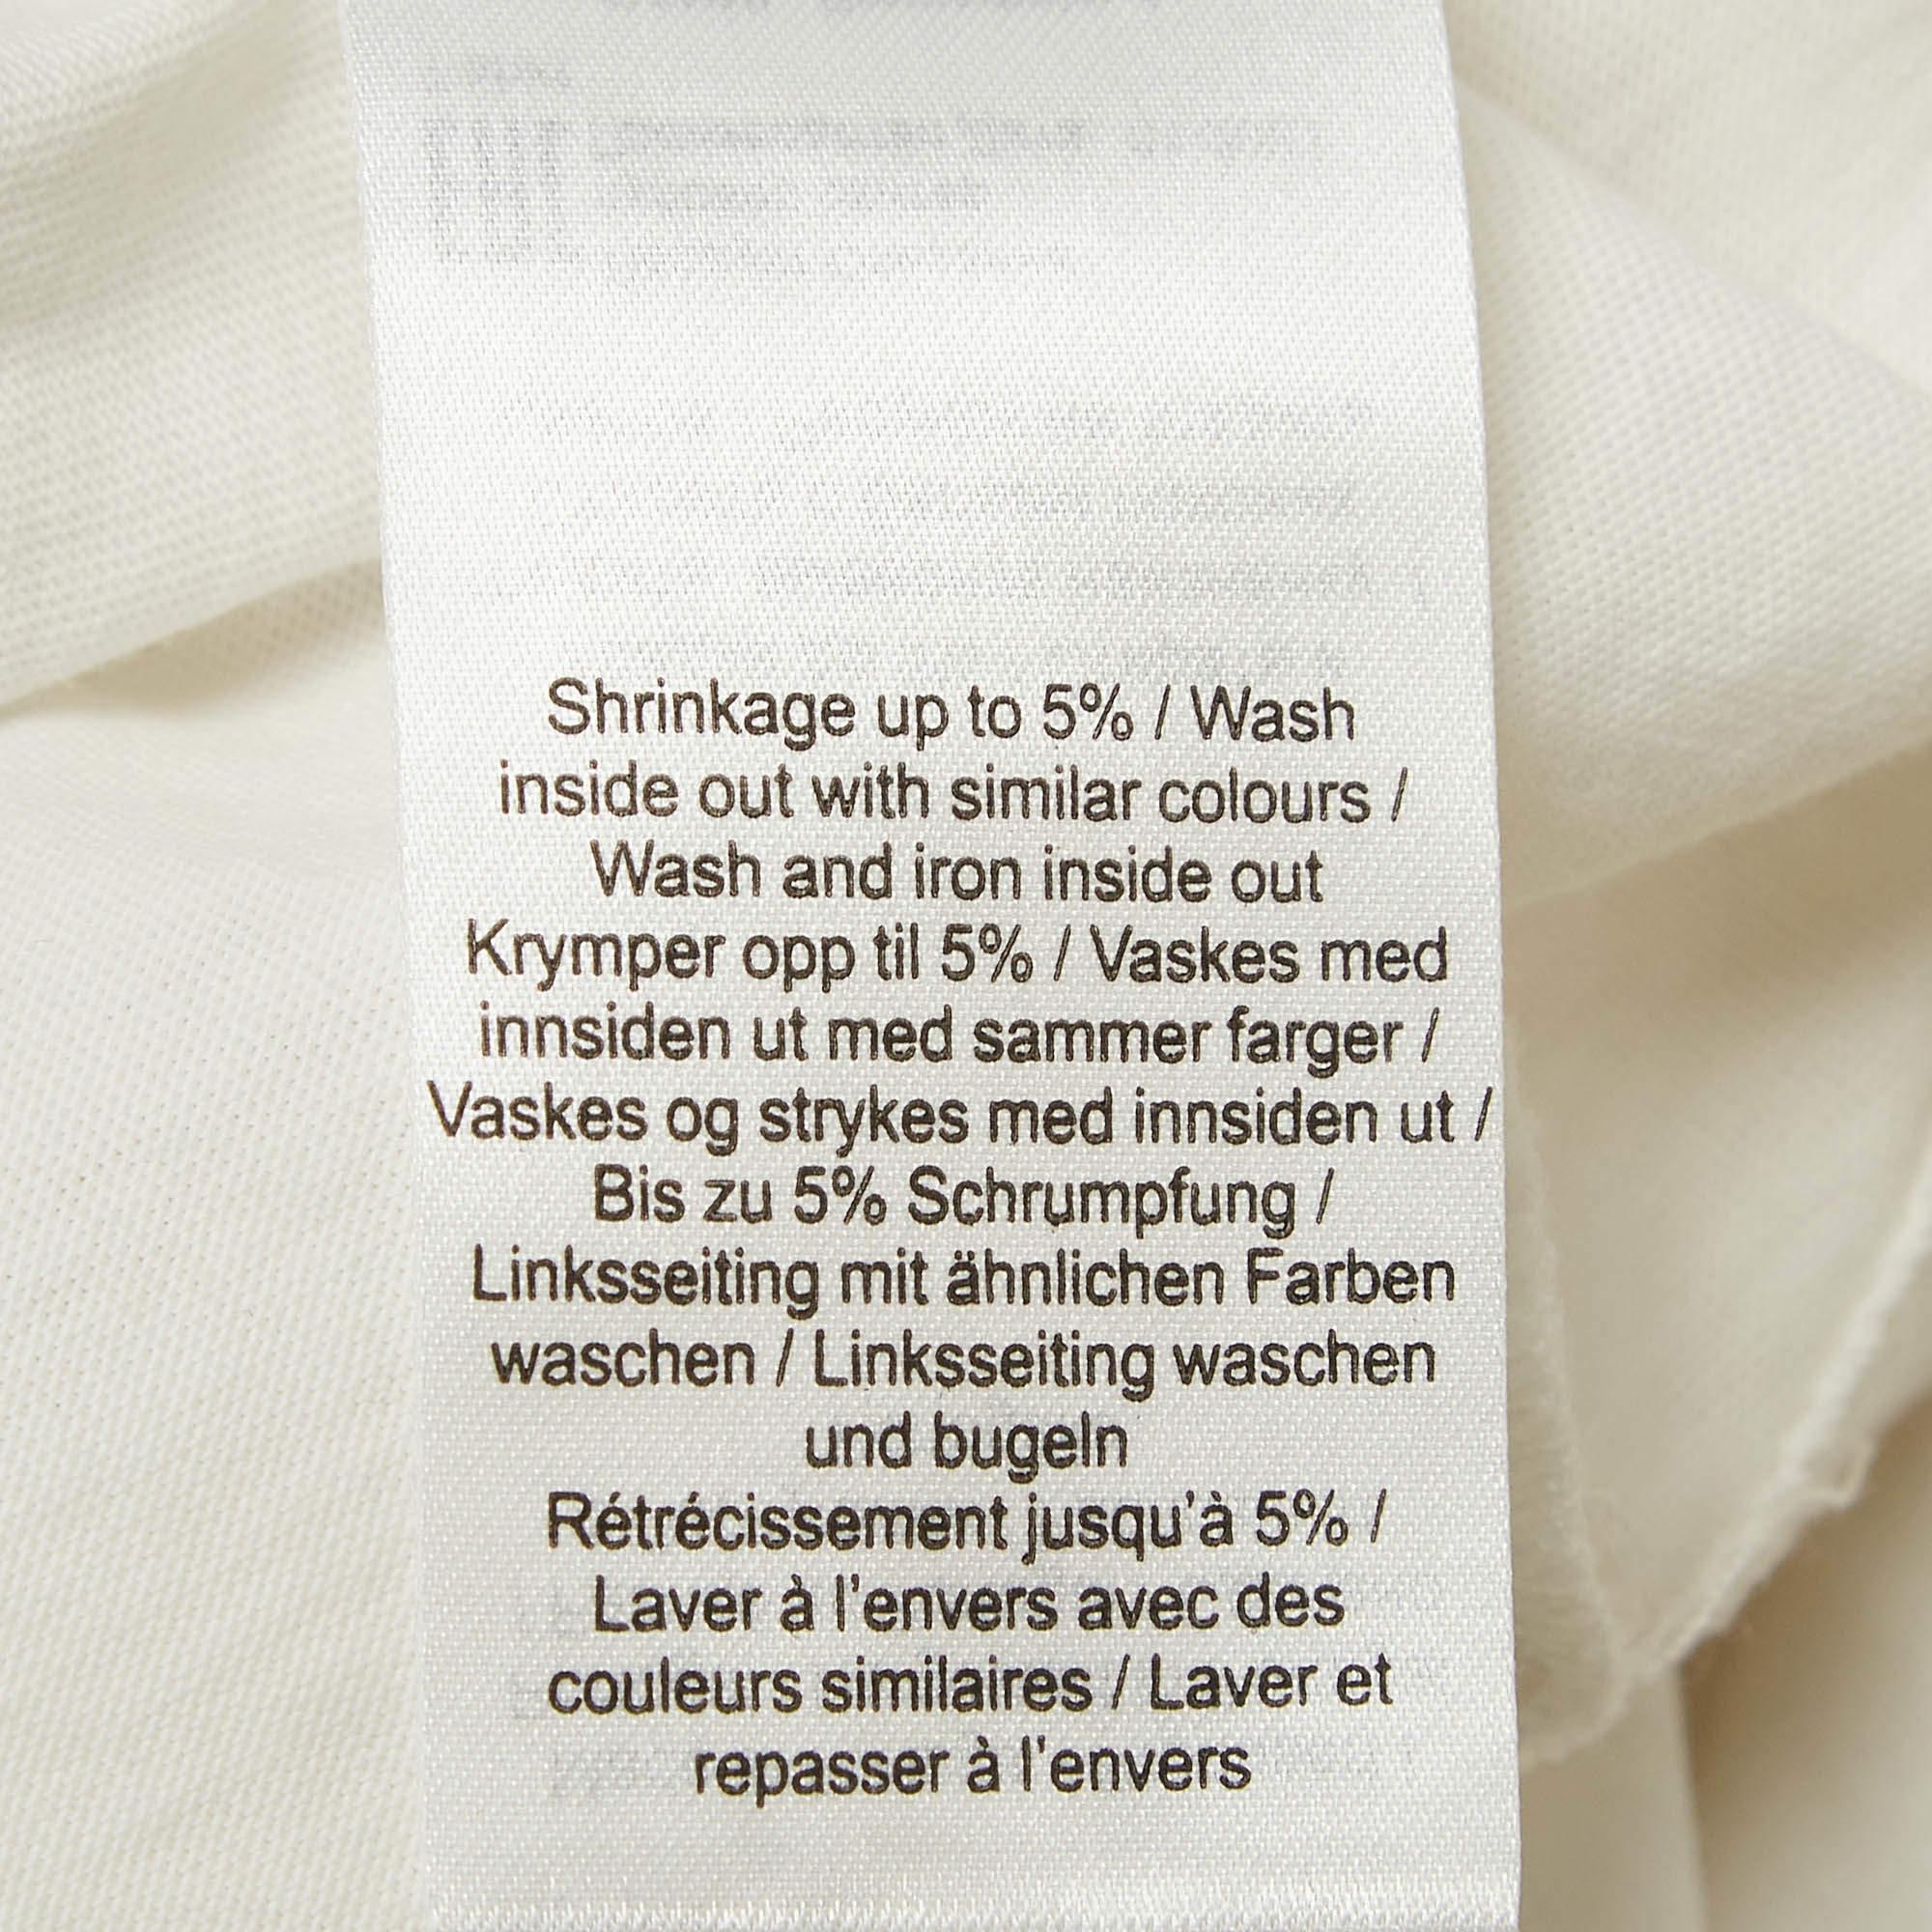 Shrinkage up to 5% / Wash
inside out with similar colours /
Wash and iron inside out
Krymper opp til 5% / Vaskes med
innsiden ut med sammer farger /
Vaskes og strykes med innsiden ut /
Bis zu 5% Schrumpfung /
Linksseiting mit ähnlichen Farben
waschen / Linksseiting waschen
und bugeln
Rétrécissement jusqu'à 5% /
Laver à l'envers avec des
couleurs similaires / Laver et
repasser à l'envers